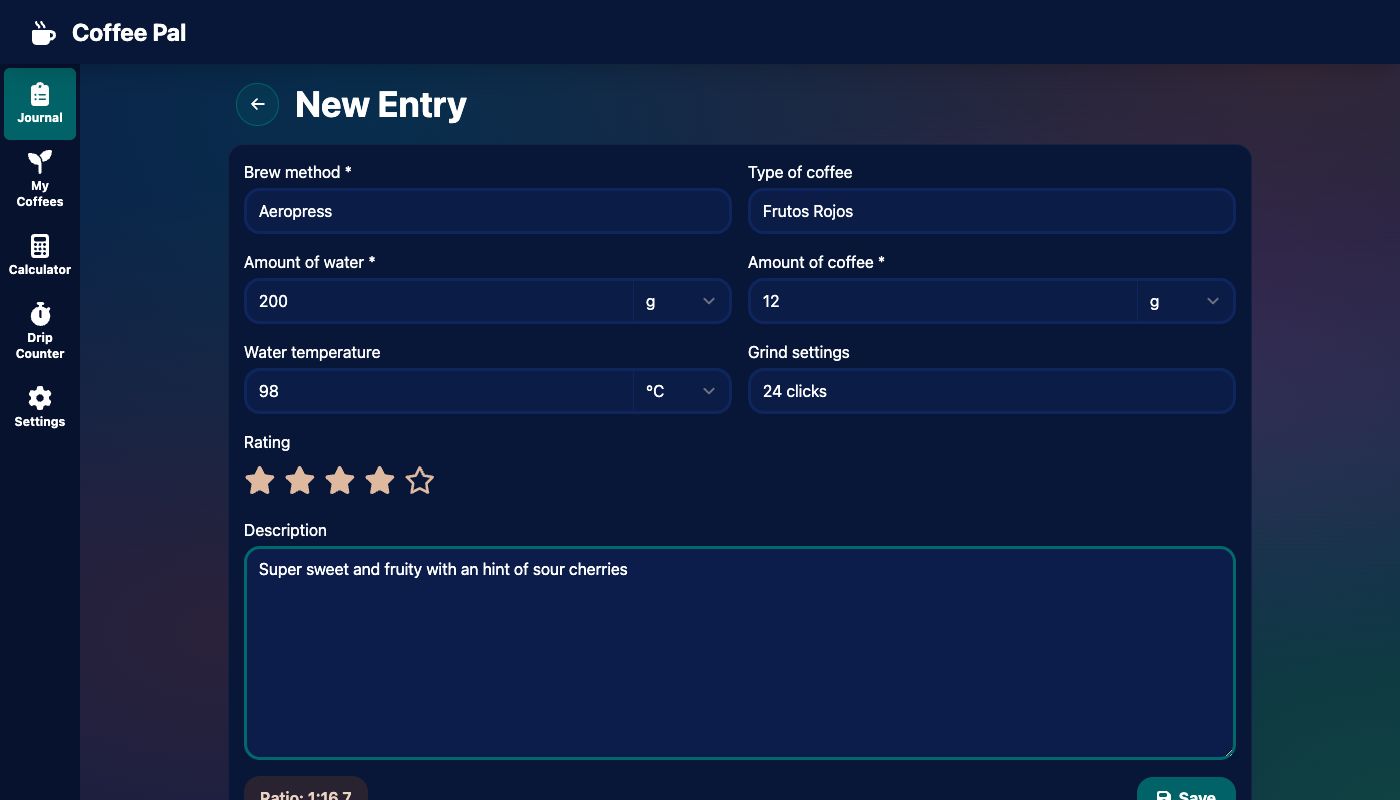 Coffee Pal
Journal
My
Coffees
Calculator
Drip
Counter
Settings
New Entry
Brew method *
Aeropress
Type of coffee
Frutos Rojos
Amount of water *
200
g
Amount of coffee *
12
g
Water temperature
98
°C
Grind settings
24 clicks
Rating
Description
Super sweet and fruity with an hint of sour cherries
Ratio: 1:16.7
Save